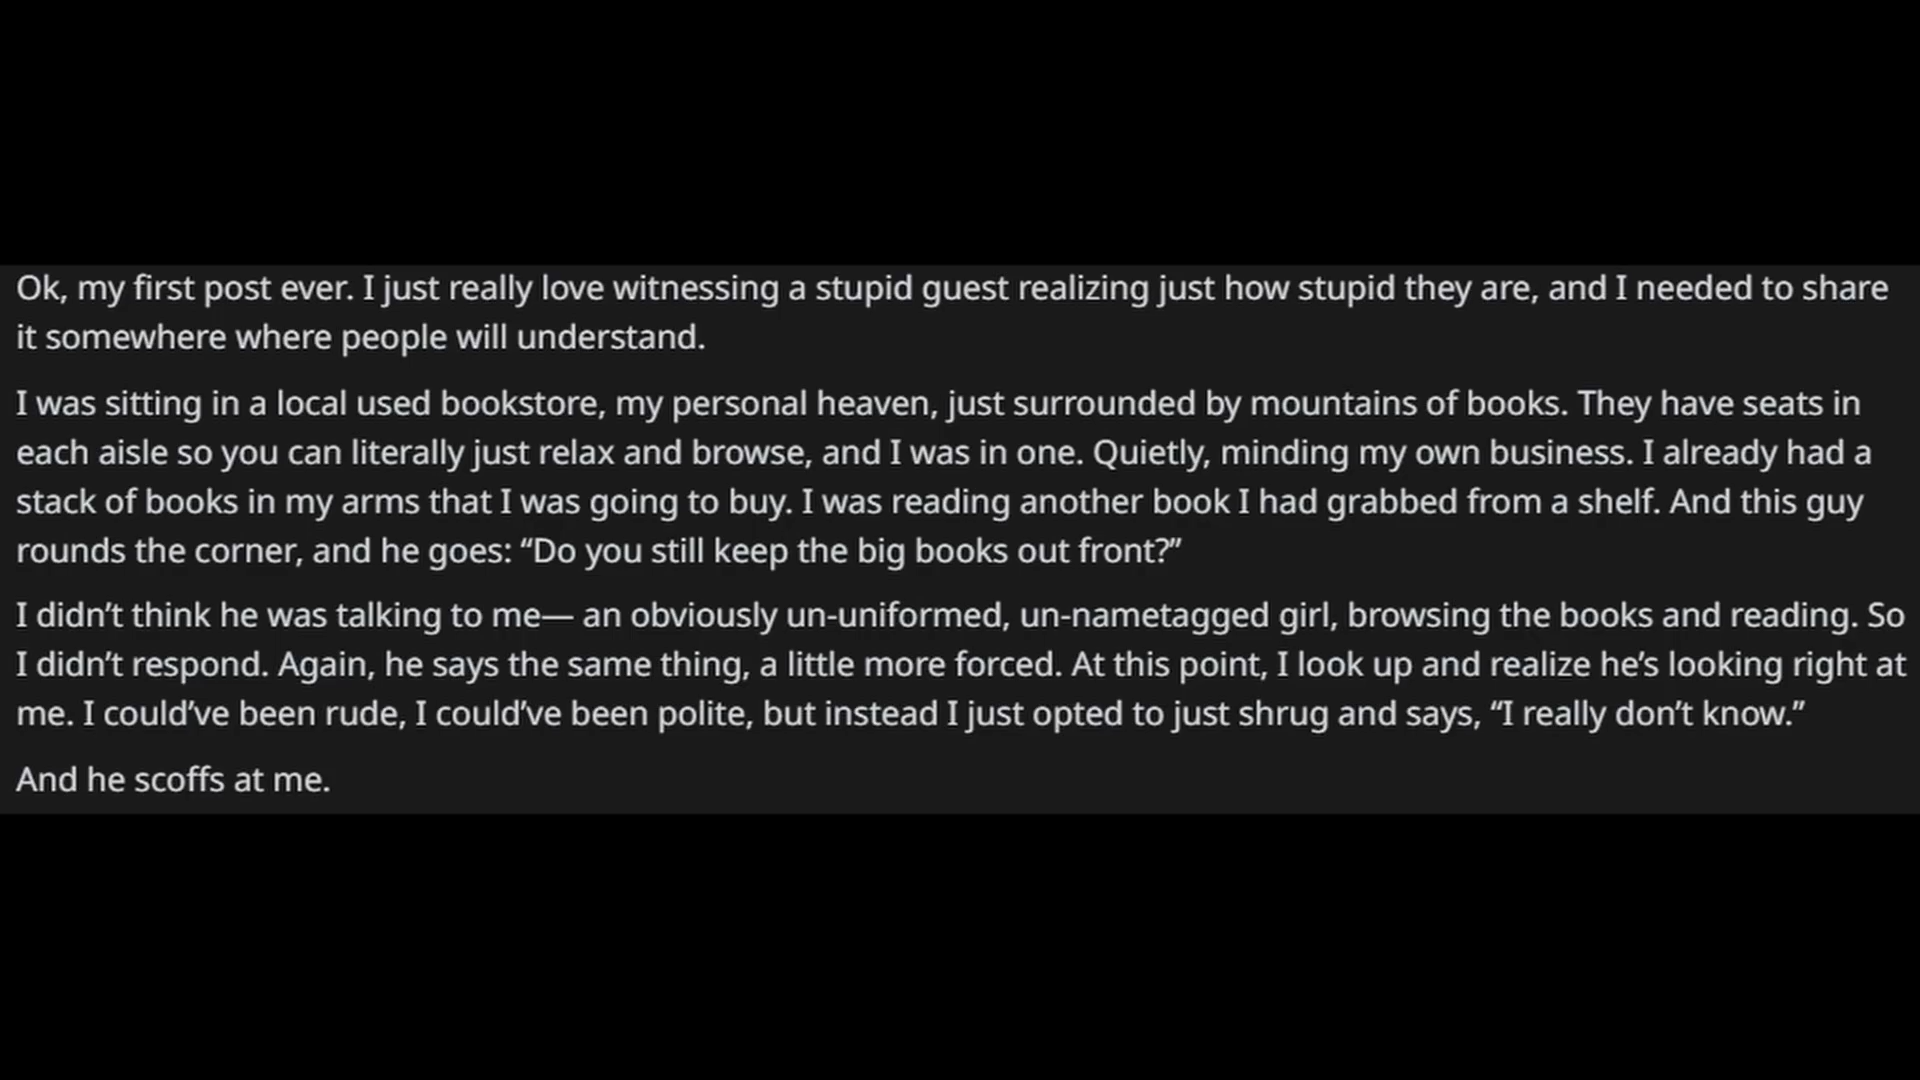 Ok, my first post ever. I just really love witnessing a stupid guest realizing just how stupid they are, and I needed to share
it somewhere where people will understand.
I was sitting in a local used bookstore, my personal heaven, just surrounded by mountains of books. They have seats in
each aisle so you can literally just relax and browse, and I was in one. Quietly, minding my own business. I already had a
stack of books in my arms that I was going to buy. I was reading another book I had grabbed from a shelf. And this guy
rounds the corner, and he goes: “Do you still keep the big books out front?”
I didn’t think he was talking to me— an obviously un-uniformed, un-nametagged girl, browsing the books and reading. So
I didn’t respond. Again, he says the same thing, a little more forced. At this point, I look up and realize he’s looking right at
me. I could’ve been rude, I could’ve been polite, but instead I just opted to just shrug and says, “I really don’t know.”
And he scoffs at me.